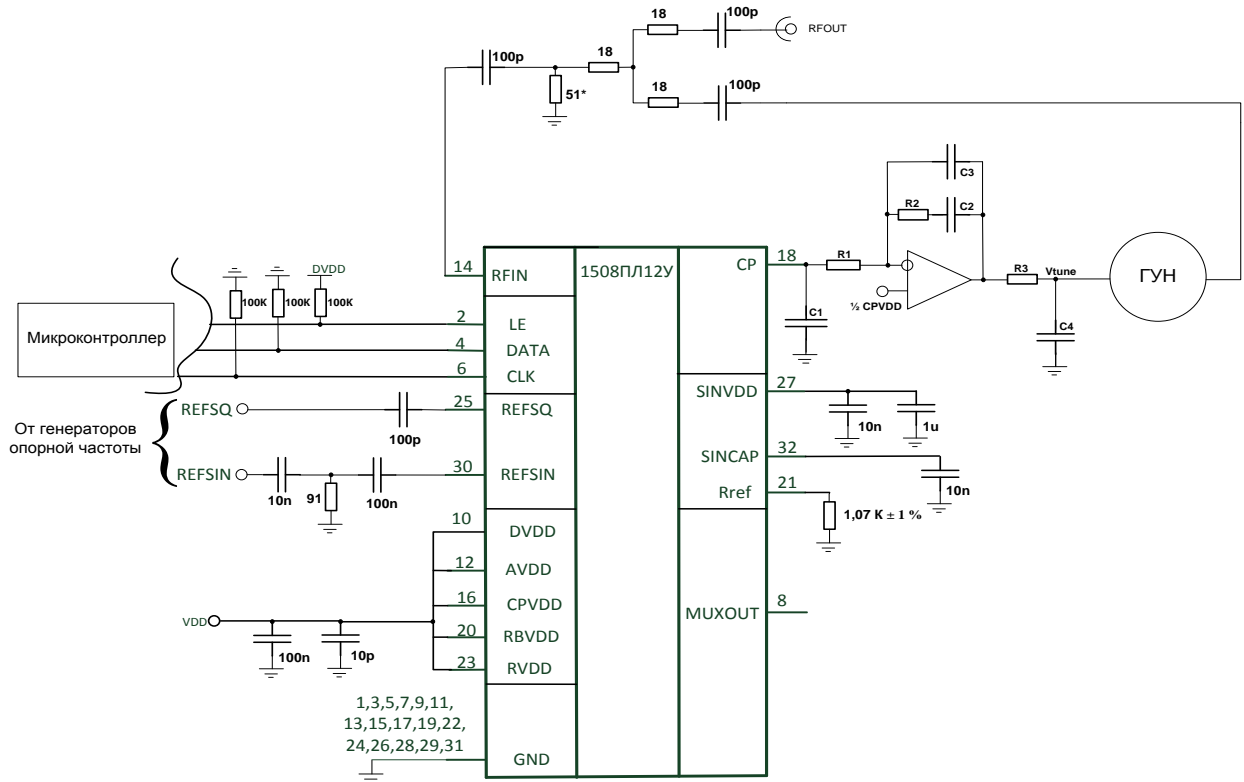 18
100p
RFOUT
100p
18
51*
18
100p
C3
R2
C2
14
RFIN
1508ПЛ12У
CP
18
R1
½ CPVDD
R3
Vtune
ГУН
C1
C4
DVDD
100K
100K
100K
Микроконтроллер
2
LE
4
DATA
6
CLK
От генераторов
опорной частоты
REFSQ
100p
25
REFSQ
REFSIN
10n
91
100n
30
REFSIN
SINVDD
27
10n
1u
SINCAP
32
10n
Rref
21
1,07 К ± 1 %
10
DVDD
12
AVDD
16
CPVDD
VDD
20
RBVDD
23
RVDD
100n
10p
MUXOUT
8
1,3,5,7,9,11,
13,15,17,19,22,
24,26,28,29,31
GND